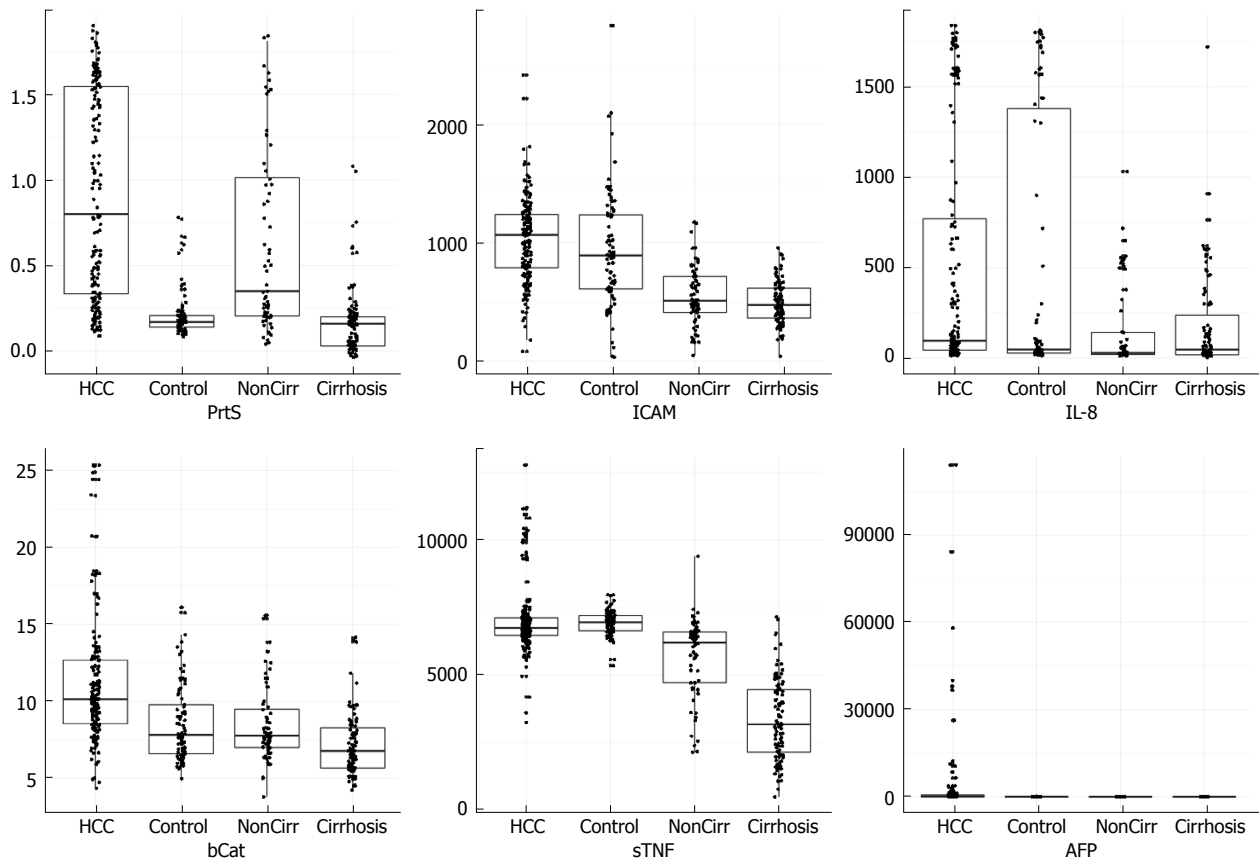 1.5
1.0
0.5
0.0
HCC Control NonCirr Cirrhosis
PrtS
2000
1000
0
HCC Control NonCirr Cirrhosis
ICAM
1500
1000
500
0
HCC Control NonCirr Cirrhosis
IL-8
25
20
15
10
5
HCC Control NonCirr Cirrhosis
bCat
10000
5000
0
HCC Control NonCirr Cirrhosis
sTNF
90000
60000
30000
0
HCC Control NonCirr Cirrhosis
AFP